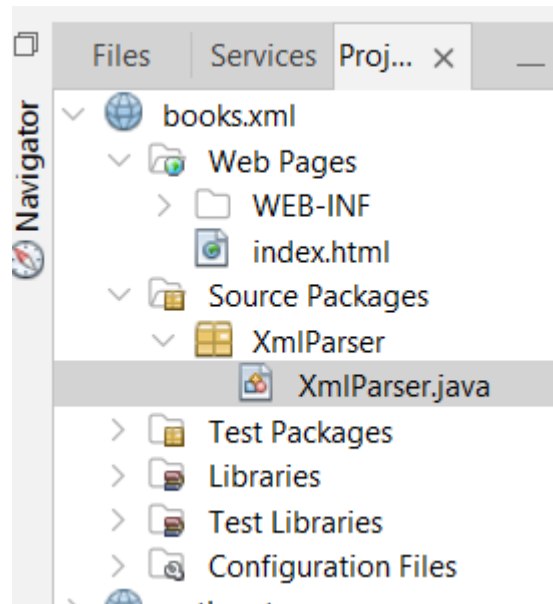 Files Services Proj...
Navigator
books.xml
Web Pages
WEB-INF
index.html
Source Packages
XmlParser
XmlParser.java
Test Packages
Libraries
Test Libraries
Configuration Files